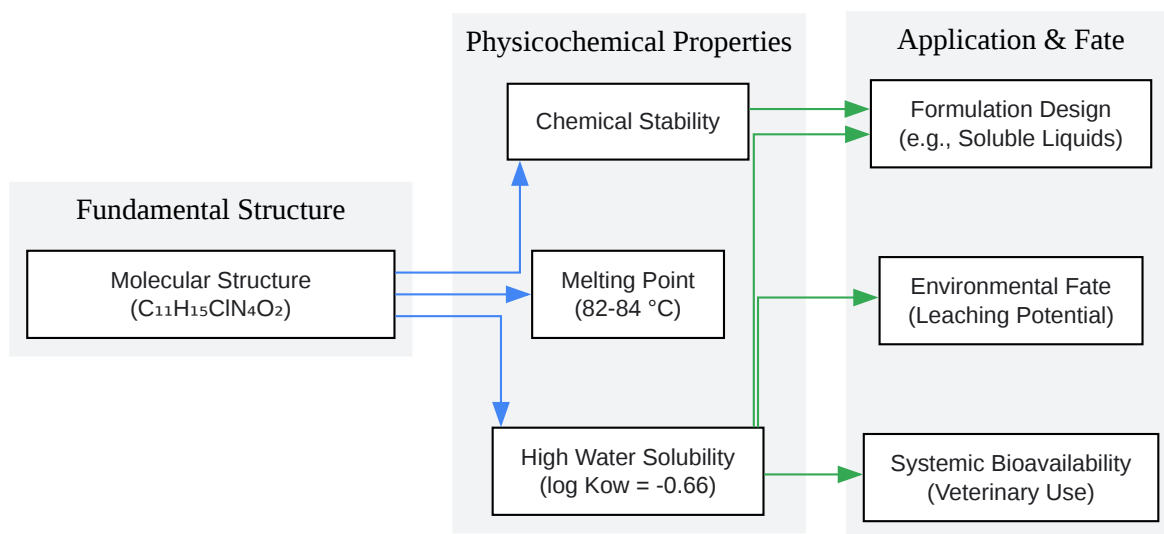 Fundamental Structure
Molecular Structure
(C₁₁H₁₅ClN₄O₂)
Physicochemical Properties
Chemical Stability
Melting Point
(82-84 °C)
High Water Solubility
(log Kow = -0.66)
Application & Fate
Formulation Design
(e.g., Soluble Liquids)
Environmental Fate
(Leaching Potential)
Systemic Bioavailability
(Veterinary Use)